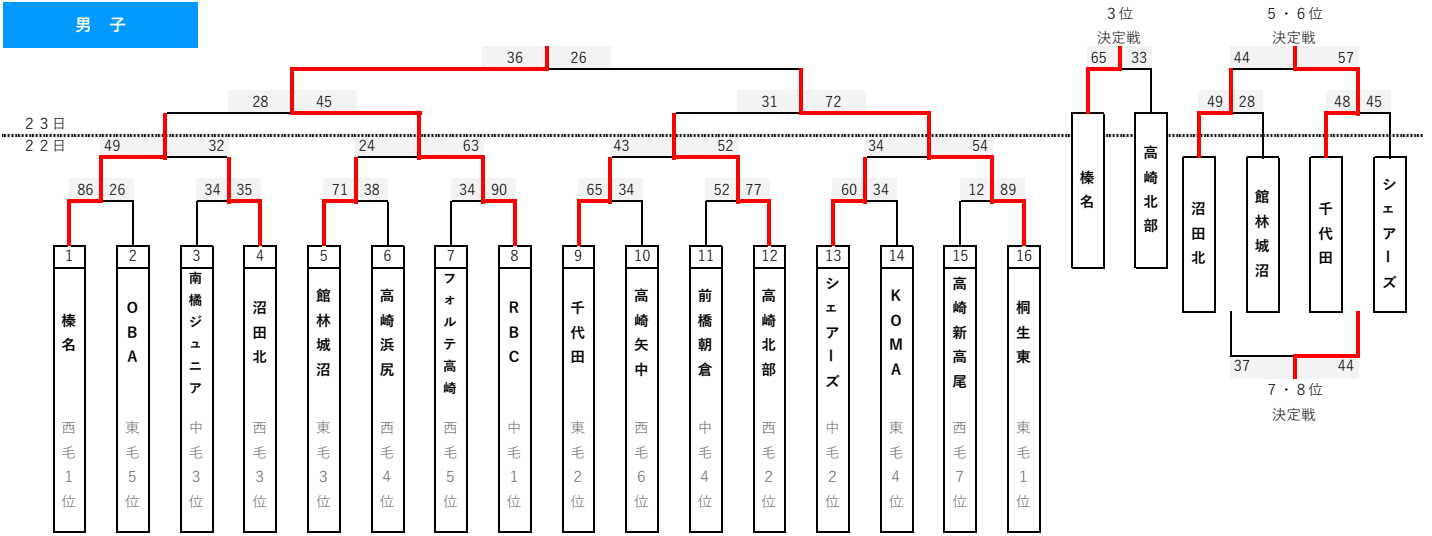 男 子
3位
決定戦
5・6位
決定戦
36 26
65 33
44 57
28 45
31 72
49 28
48 45
23日
22日
49 32
24 63
43 52
34 54
86 26
34 35
71 38
34 90
65 34
52 77
60 34
12 89
榛名
高崎北部
沼田北
館林城沼
千代田
シェアーズ
1 榛名 西毛1位
2 OBA 東毛5位
3 南橘ジュニア 中毛3位
4 沼田北 西毛3位
5 館林城沼 東毛3位
6 高崎浜尻 西毛4位
7 フォルテ高崎 西毛5位
8 RBC 中毛1位
9 千代田 東毛2位
10 高崎矢中 西毛6位
11 前橋朝倉 中毛4位
12 高崎北部 西毛2位
13 シェアーズ 中毛2位
14 KOMA 東毛4位
15 高崎新高尾 西毛7位
16 桐生東 東毛1位
37 44
7・8位
決定戦